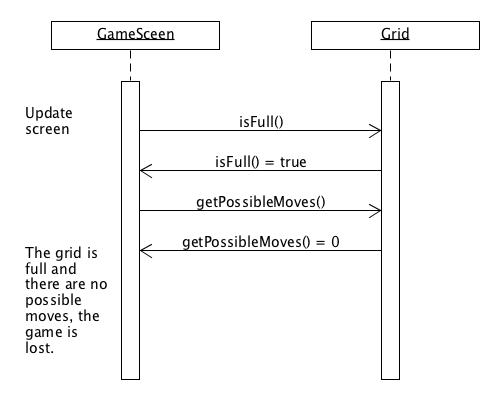 GameSceen
Grid
Update
screen
isFull()
isFull() = true
getPossibleMoves()
getPossibleMoves() = 0
The grid is
full and
there are no
possible
moves, the
game is
lost.